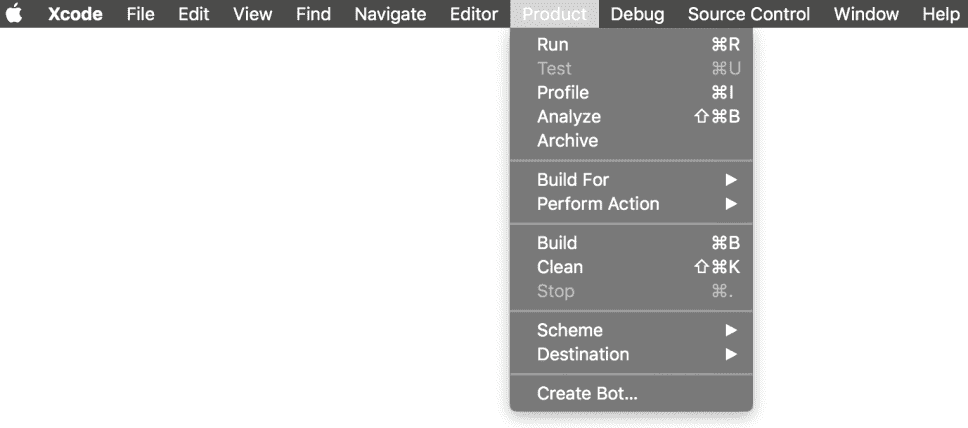 Xcode File Edit View Find Navigate Editor Product Debug Source Control Window Help
Run ⌘R
Test ⌘U
Profile ⌘I
Analyze ⇧⌘B
Archive
Build For ▶
Perform Action ▶
Build ⌘B
Clean ⇧⌘K
Stop ⌘.
Scheme ▶
Destination ▶
Create Bot...